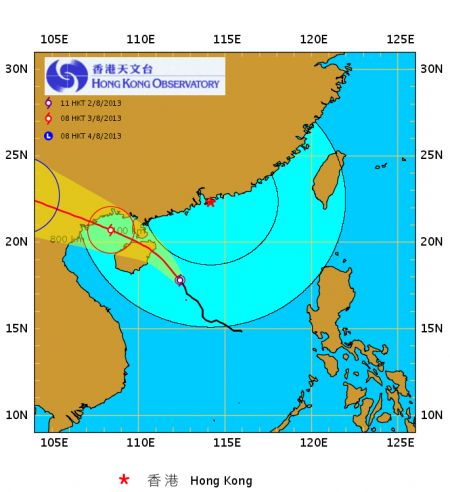 105E 110E 115E 120E 125E
30N 30N
香港天文台
HONG KONG OBSERVATORY
11 HKT 2/8/2013
08 HKT 3/8/2013
L 08 HKT 4/8/2013
25N 25N
400 km
800 km
20N 20N
15N 15N
10N 10N
105E 110E 115E 120E 125E
* 香港 Hong Kong